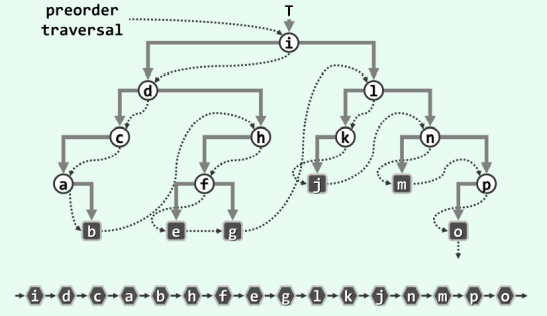 preorder
traversal
T
i
d
l
c
h
k
n
a
f
j
m
p
b
e
g
o
i d c a b h f e g l k j n m p o